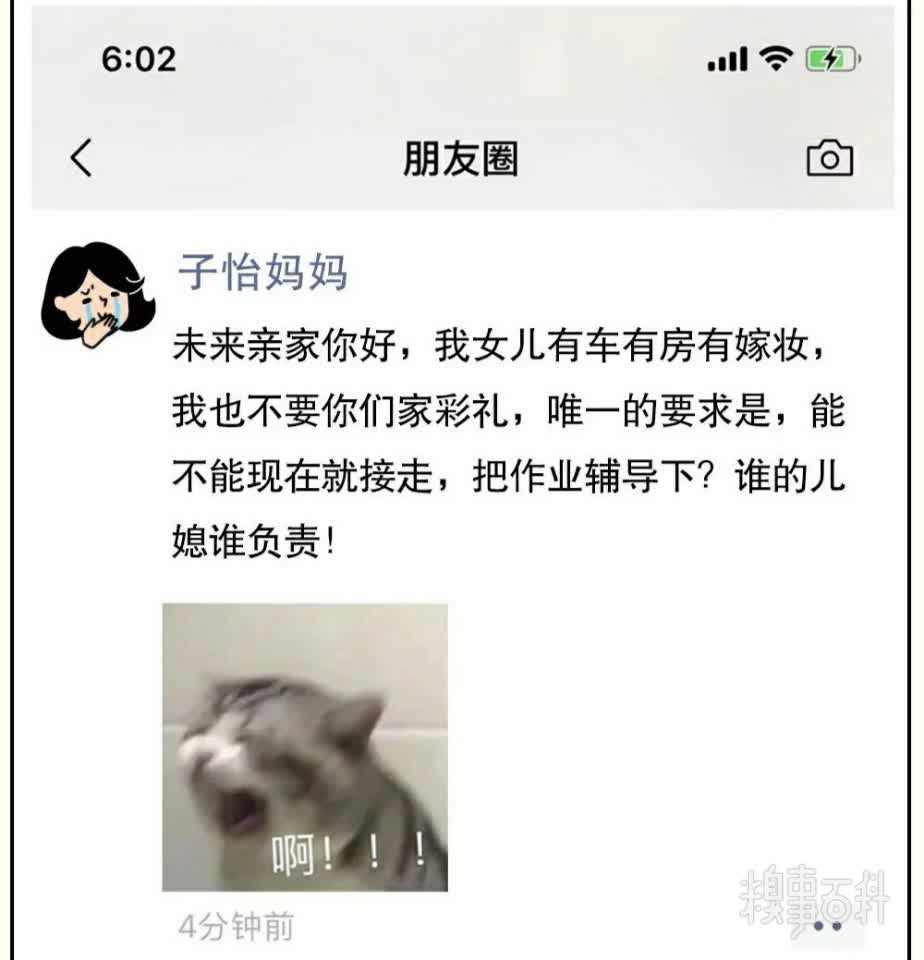 6:02
朋友圈
子怡妈妈
未来亲家你好，我女儿有车有房有嫁妆，
我也不要你们家彩礼，唯一的要求是，能
不能现在就接走，把作业辅导下？谁的儿
媳谁负责！
啊！！！
4分钟前
糗事百科